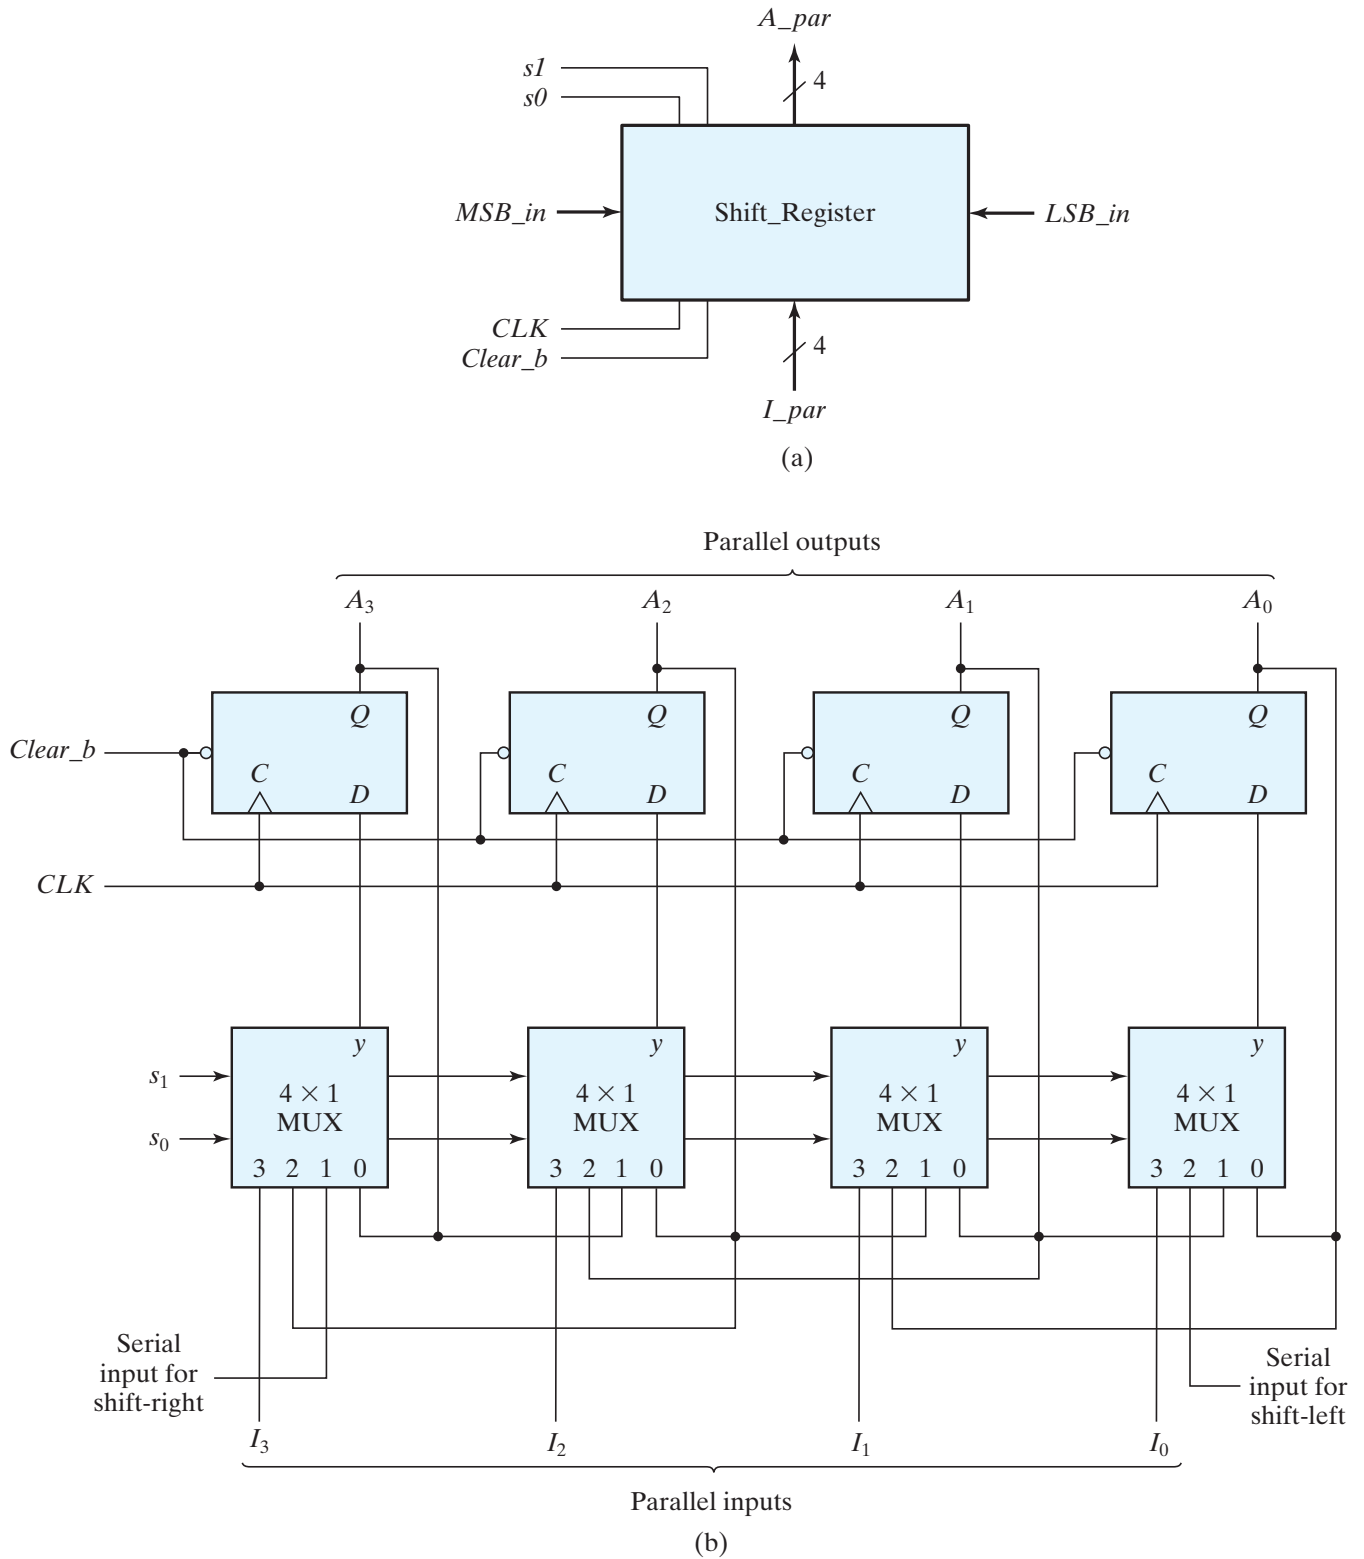 A_par
s1
4
s0
MSB_in
Shift_Register
LSB_in
CLK
4
Clear_b
I_par
(a)
Parallel outputs
A3 A2 A1 A0
Q Q Q Q
Clear_b
C C C C
D D D D
CLK
y y y y
s1
4 × 1 4 × 1 4 × 1 4 × 1
MUX MUX MUX MUX
s0
3 2 1 0 3 2 1 0 3 2 1 0 3 2 1 0
Serial
input for
shift-right
Serial
input for
shift-left
I3 I2 I1 I0
Parallel inputs
(b)